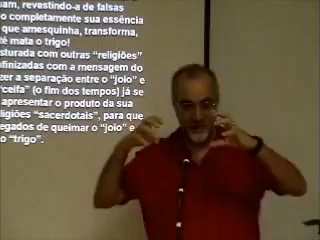 am, revestindo-a de falsas
o completamente sua essência
que amesquinha, transforma,
té mata o trigo!
sturada com outras “religiões”
finizadas com a mensagem do
zer a separação entre o “joio” e
“ceifa” (o fim dos tempos) já se
apresentar o produto da sua
ligiões “sacerdotais”, para que
egados de queimar o “joio” e
o “trigo”.